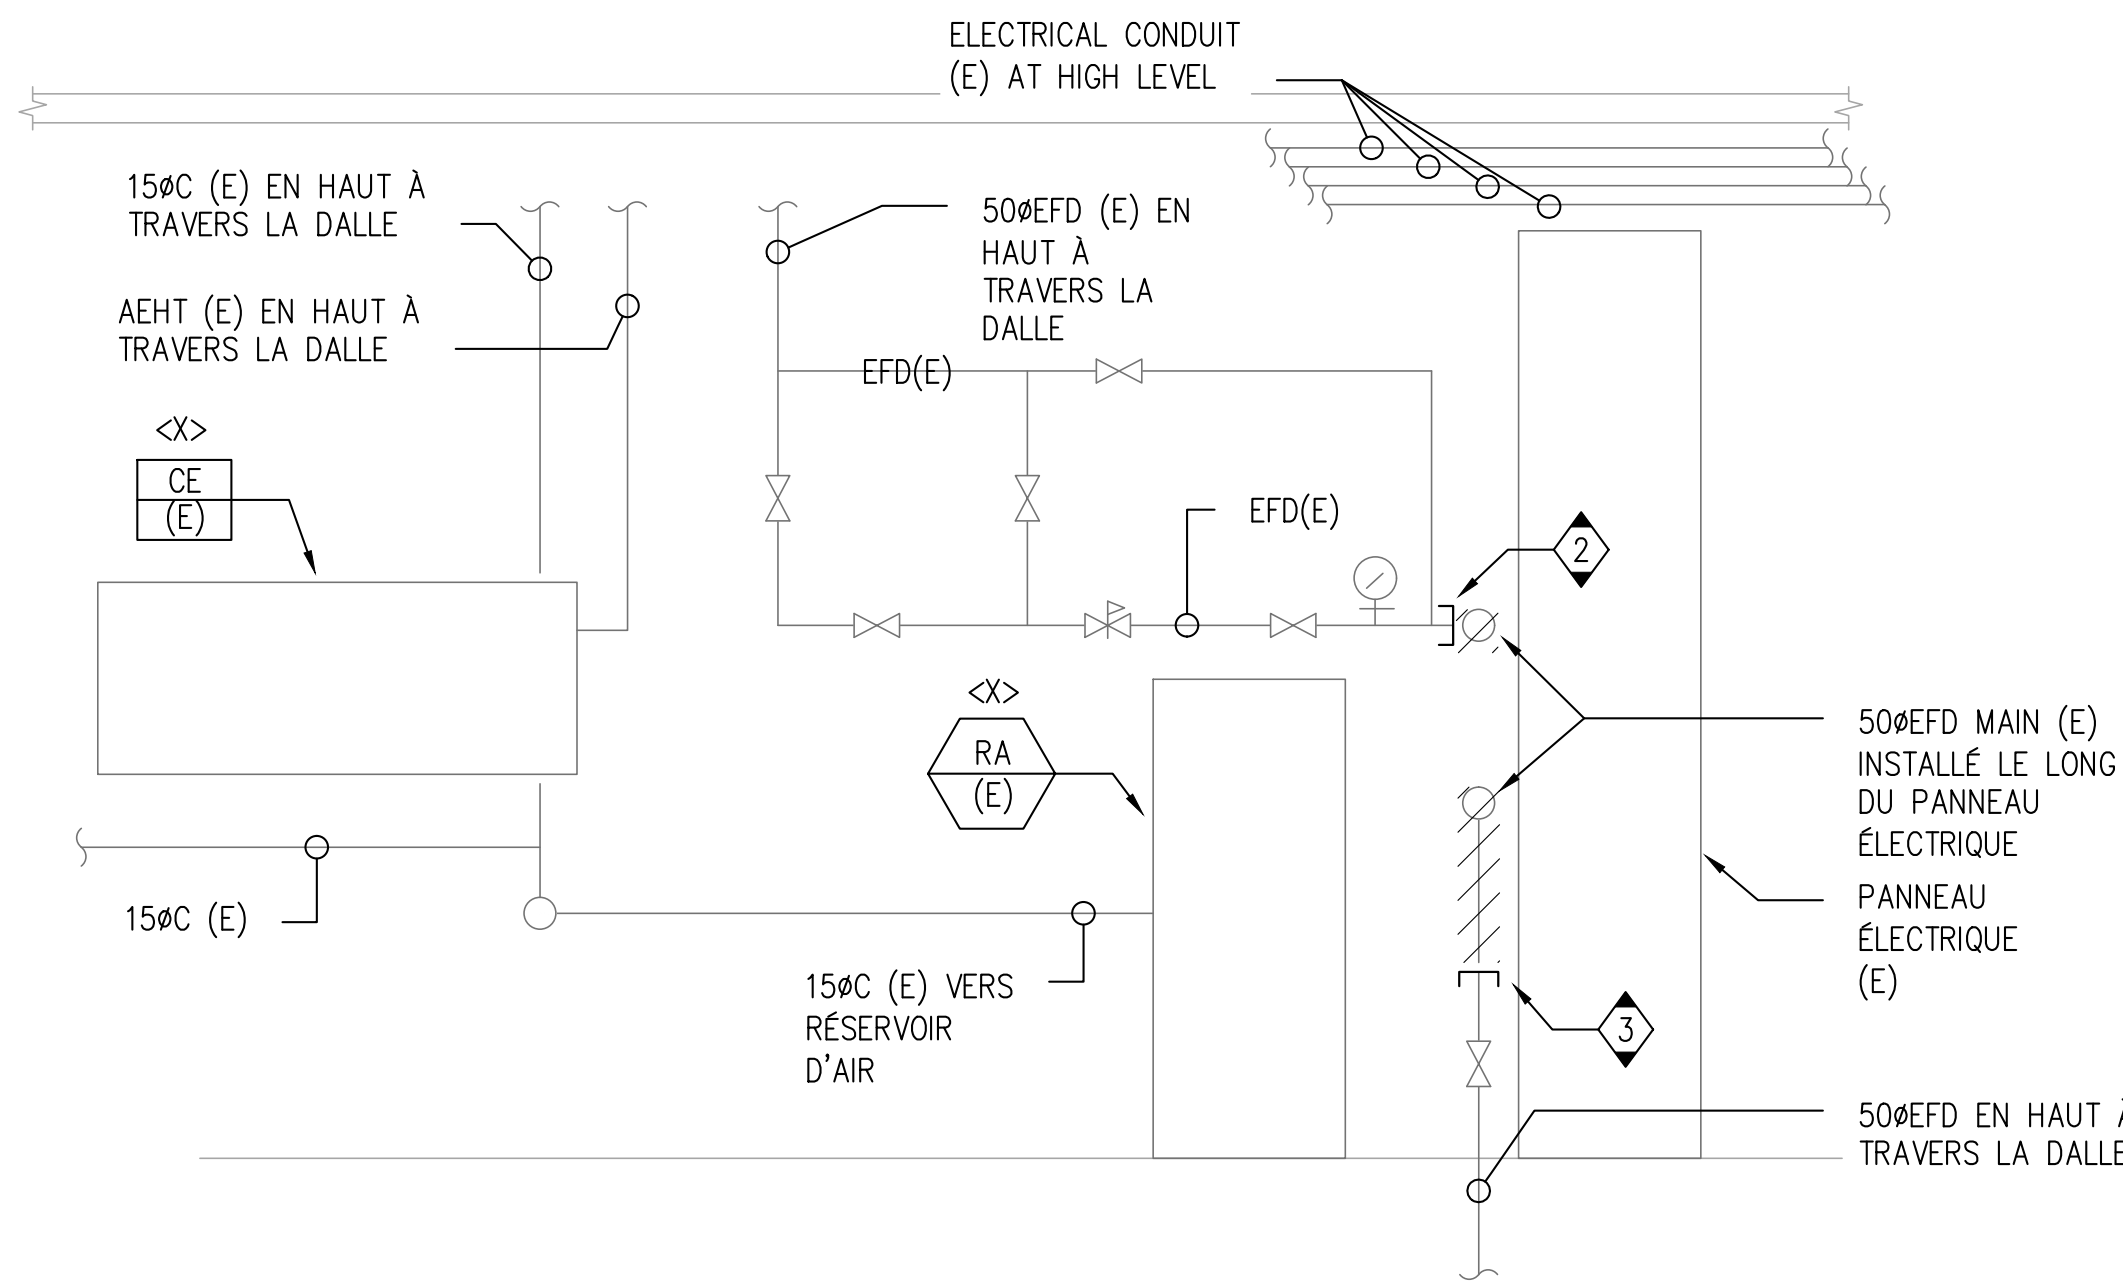 ELECTRICAL CONDUIT
(E) AT HIGH LEVEL
15øC (E) EN HAUT À
TRAVERS LA DALLE
AEHT (E) EN HAUT À
TRAVERS LA DALLE
50øEFD (E) EN
HAUT À
TRAVERS LA
DALLE
EFD(E)
<X>
CE
(E)
EFD(E)
2
<X>
RA
(E)
50øEFD MAIN (E)
INSTALLÉ LE LONG
DU PANNEAU
ÉLECTRIQUE
PANNEAU
ÉLECTRIQUE
(E)
15øC (E)
15øC (E) VERS
RÉSERVOIR
D'AIR
3
50øEFD EN HAUT À
TRAVERS LA DALLE